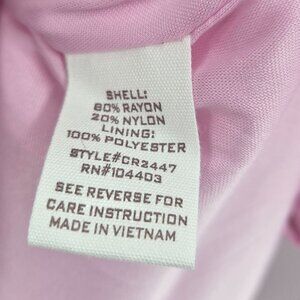 SHELL:
80% RAYON
20% NYLON
LINING:
100% POLYESTER
STYLE#CR2447
RN#104403
SEE REVERSE FOR
CARE INSTRUCTION
MADE IN VIETNAM